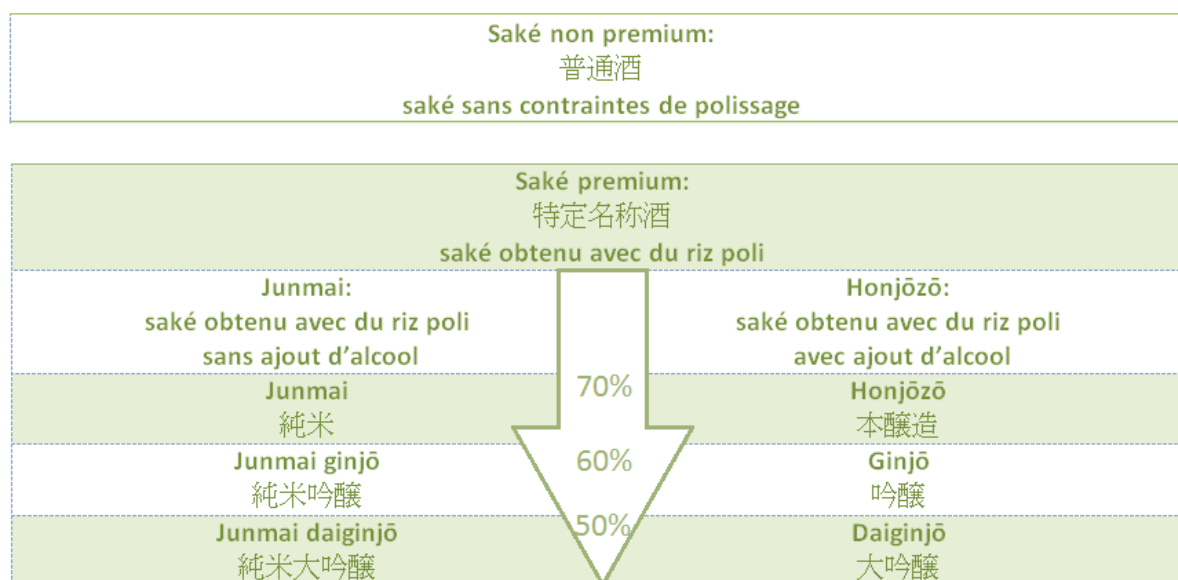 Saké non premium:
普通酒
saké sans contraintes de polissage
Saké premium:
特定名称酒
saké obtenu avec du riz poli
Junmai:
saké obtenu avec du riz poli
sans ajout d'alcool
Honjōzō:
saké obtenu avec du riz poli
avec ajout d'alcool
Junmai
純米
70%
Honjōzō
本醸造
Junmai ginjō
純米吟醸
60%
Ginjō
吟醸
Junmai daiginjō
純米大吟醸
50%
Daiginjō
大吟醸